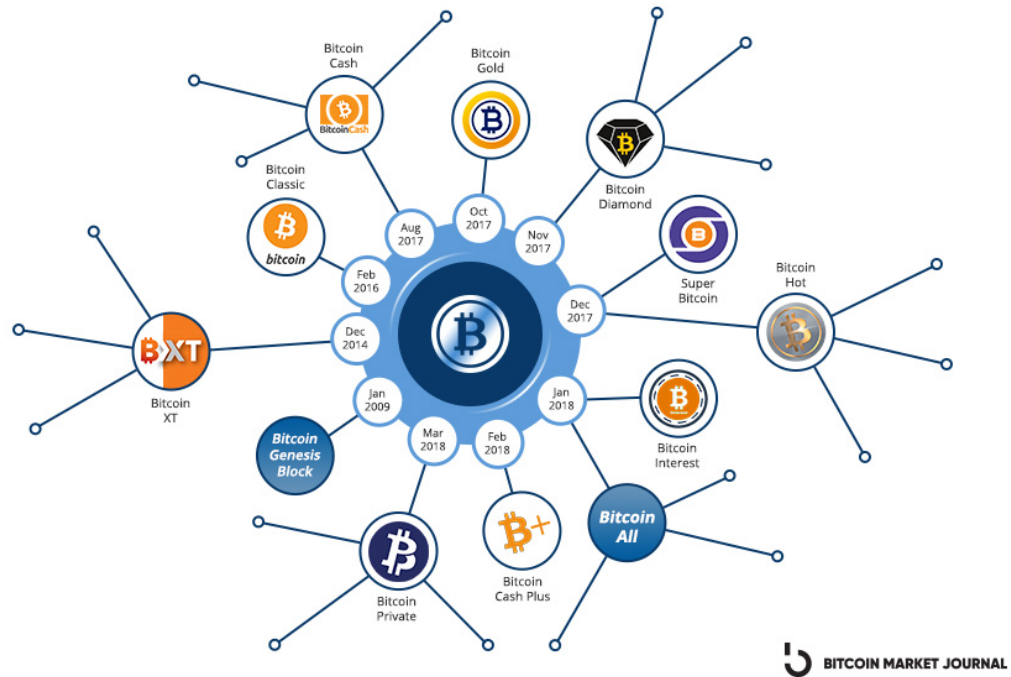 Bitcoin
Cash
BitcoinCash
Bitcoin
Gold
Bitcoin
Diamond
Bitcoin
Classic
bitcoin
Super
Bitcoin
Bitcoin
Hot
Aug
2017
Oct
2017
Nov
2017
Feb
2016
Dec
2017
Dec
2014
BXT
Bitcoin
XT
Jan
2009
Jan
2018
Mar
2018
Feb
2018
Bitcoin
Genesis
Block
Bitcoin
Interest
Bitcoin
All
Bitcoin
Cash Plus
Bitcoin
Private
BITCOIN MARKET JOURNAL